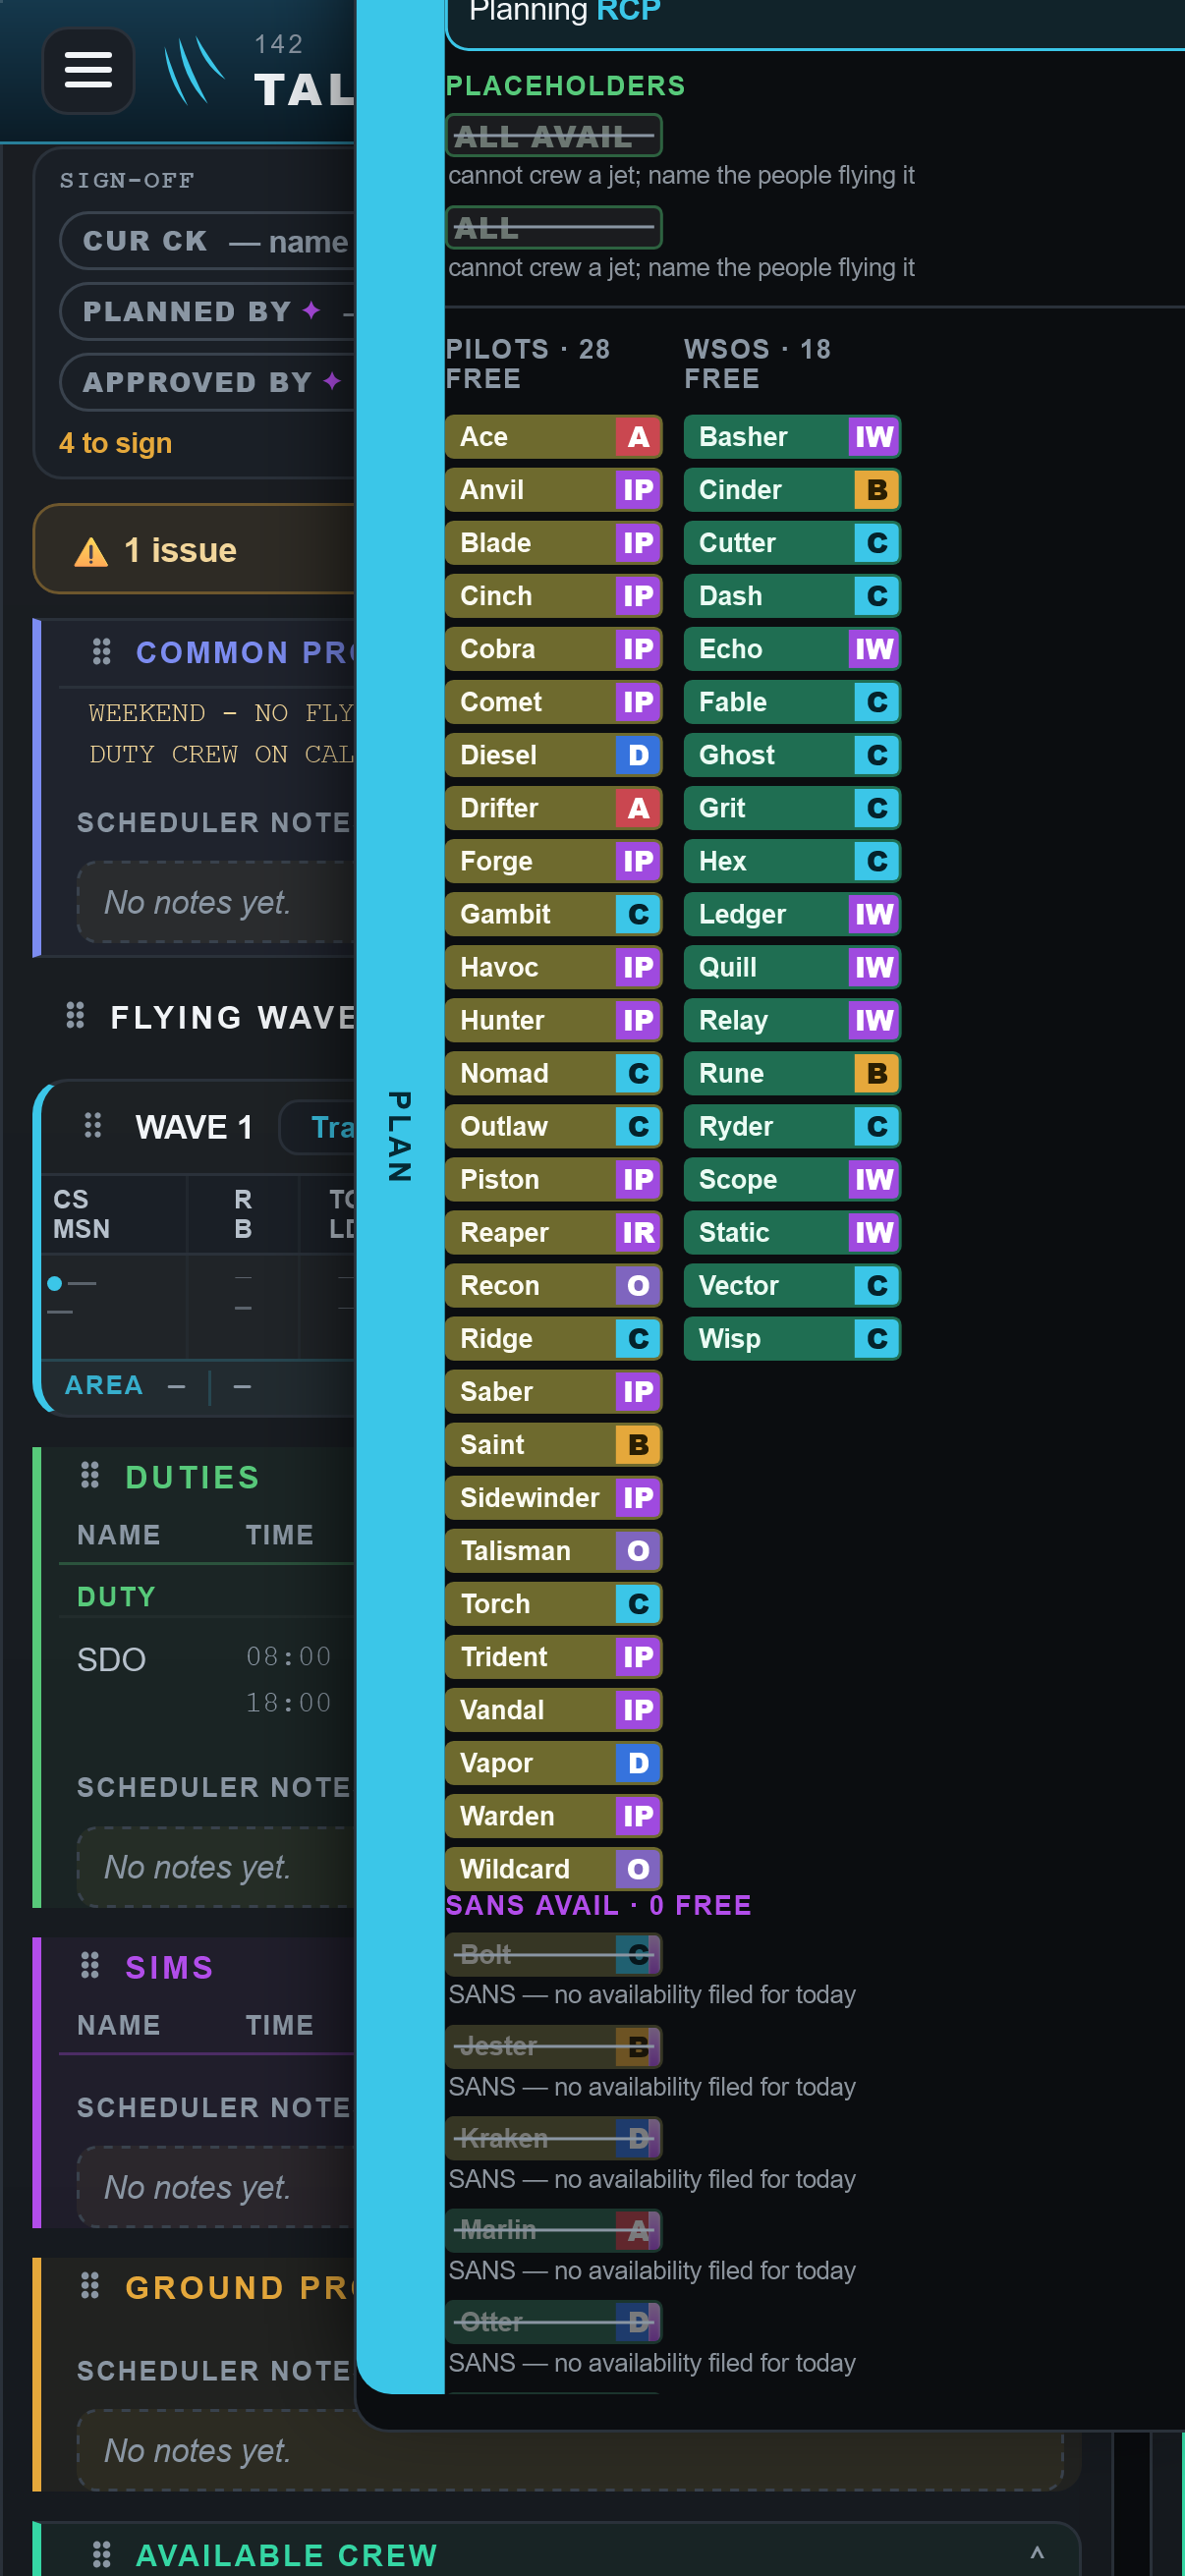 142
TAL
SIGN-OFF
CUR CK — name
PLANNED BY
APPROVED BY
4 to sign
1 issue
COMMON PRO
WEEKEND - NO FLY
DUTY CREW ON CAL
SCHEDULER NOTE
No notes yet.
FLYING WAVE
WAVE 1 Tra
CS R TO
MSN B LD
— —
— –
AREA – –
DUTIES
NAME TIME
DUTY
SDO 08:00
18:00
SCHEDULER NOTE
No notes yet.
SIMS
NAME TIME
SCHEDULER NOTE
No notes yet.
GROUND PRO
SCHEDULER NOTE
No notes yet.
AVAILABLE CREW
PLAN
Planning RCP
PLACEHOLDERS
ALL AVAIL
cannot crew a jet; name the people flying it
ALL
cannot crew a jet; name the people flying it
PILOTS · 28 FREE
Ace A
Anvil IP
Blade IP
Cinch IP
Cobra IP
Comet IP
Diesel D
Drifter A
Forge IP
Gambit C
Havoc IP
Hunter IP
Nomad C
Outlaw C
Piston IP
Reaper IR
Recon O
Ridge C
Saber IP
Saint B
Sidewinder IP
Talisman O
Torch C
Trident IP
Vandal IP
Vapor D
Warden IP
Wildcard O
WSOS · 18 FREE
Basher IW
Cinder B
Cutter C
Dash C
Echo IW
Fable C
Ghost C
Grit C
Hex C
Ledger IW
Quill IW
Relay IW
Rune B
Ryder C
Scope IW
Static IW
Vector C
Wisp C
SANS AVAIL · 0 FREE
Bolt C
SANS — no availability filed for today
Jester B
SANS — no availability filed for today
Kraken D
SANS — no availability filed for today
Marlin A
SANS — no availability filed for today
Otter D
SANS — no availability filed for today